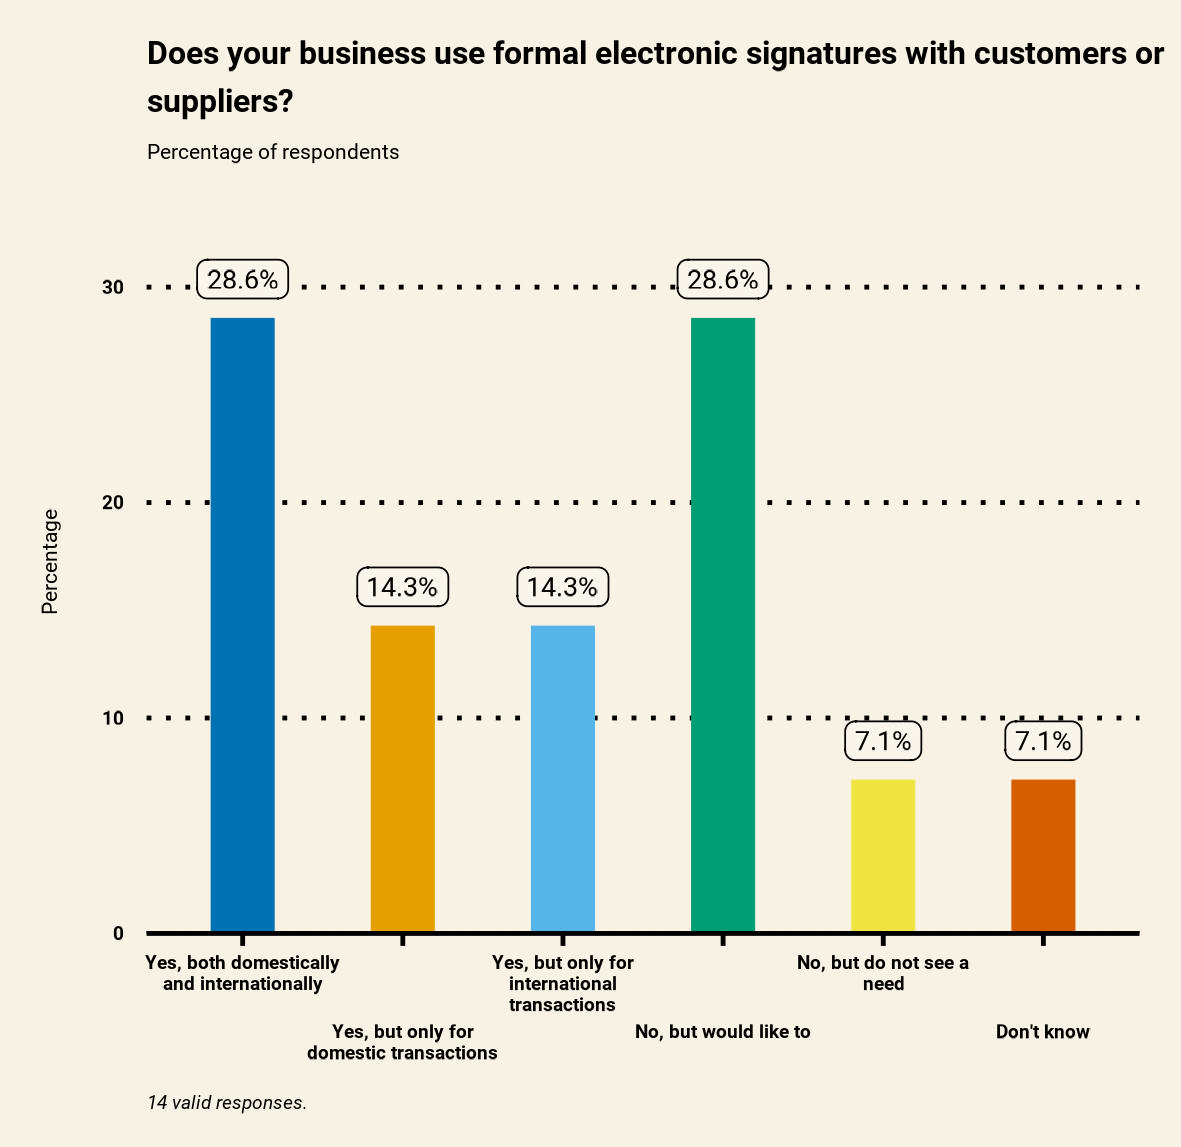 Does your business use formal electronic signatures with customers or
suppliers?
Percentage of respondents
Percentage
30
20
10
0
28.6%
14.3%
14.3%
28.6%
7.1%
7.1%
Yes, both domestically
and internationally
Yes, but only for
domestic transactions
Yes, but only for
international
transactions
No, but would like to
No, but do not see a
need
Don't know
14 valid responses.